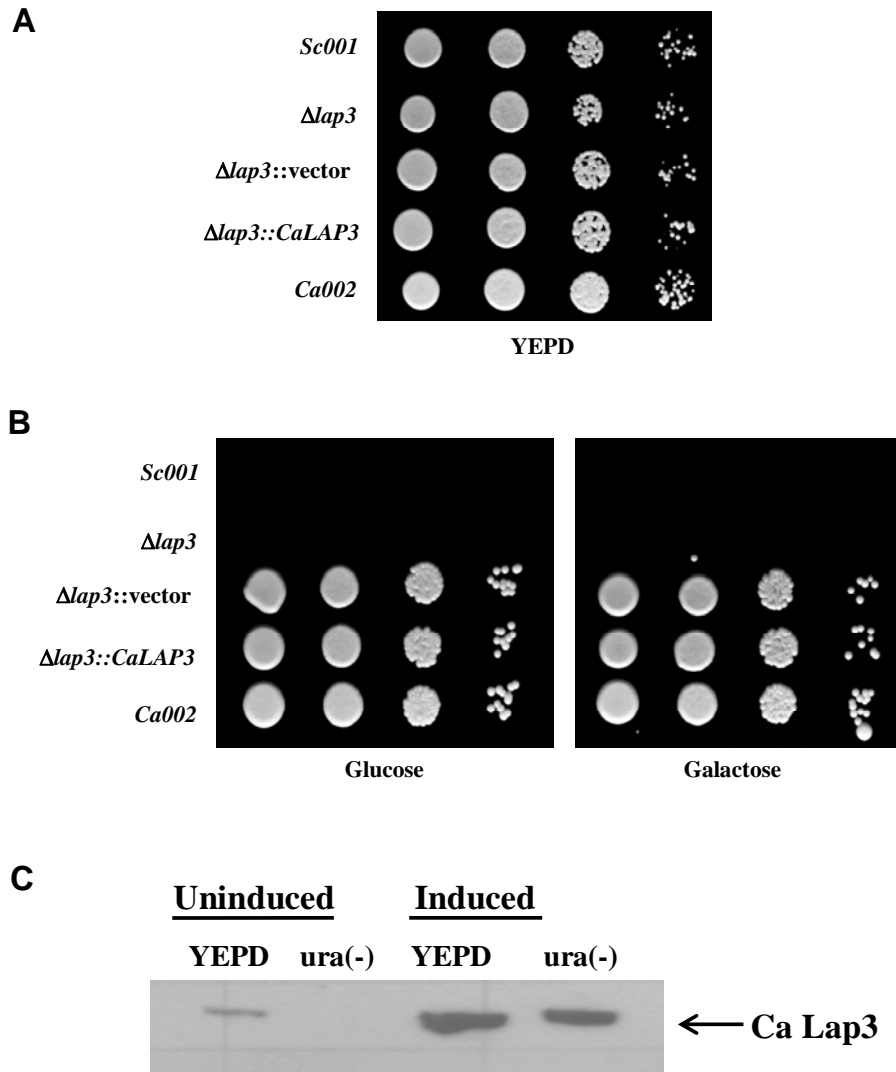 A
Sc001
Δlap3
Δlap3::vector
Δlap3::CaLAP3
Ca002
YEPD
B
Sc001
Δlap3
Δlap3::vector
Δlap3::CaLAP3
Ca002
Glucose Galactose
C
Uninduced Induced
YEPD ura(-) YEPD ura(-)
Ca Lap3